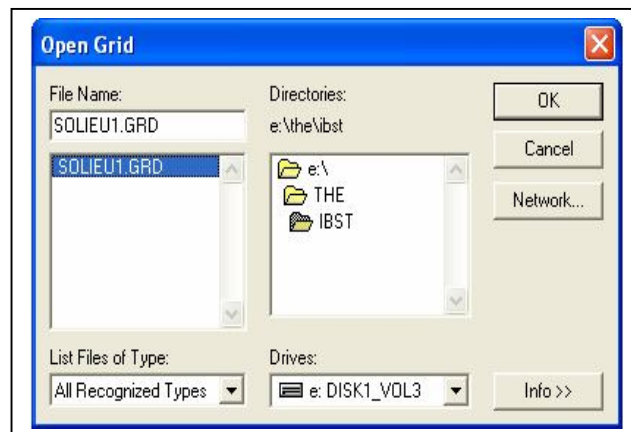 Open Grid
File Name:
SOLIEU1.GRD
SOLIEU1.GRD
List Files of Type:
All Recognized Types
Directories:
e:\the\ibst
e:\
THE
IBST
Drives:
e: DISK1_VOL3
OK
Cancel
Network...
Info >>